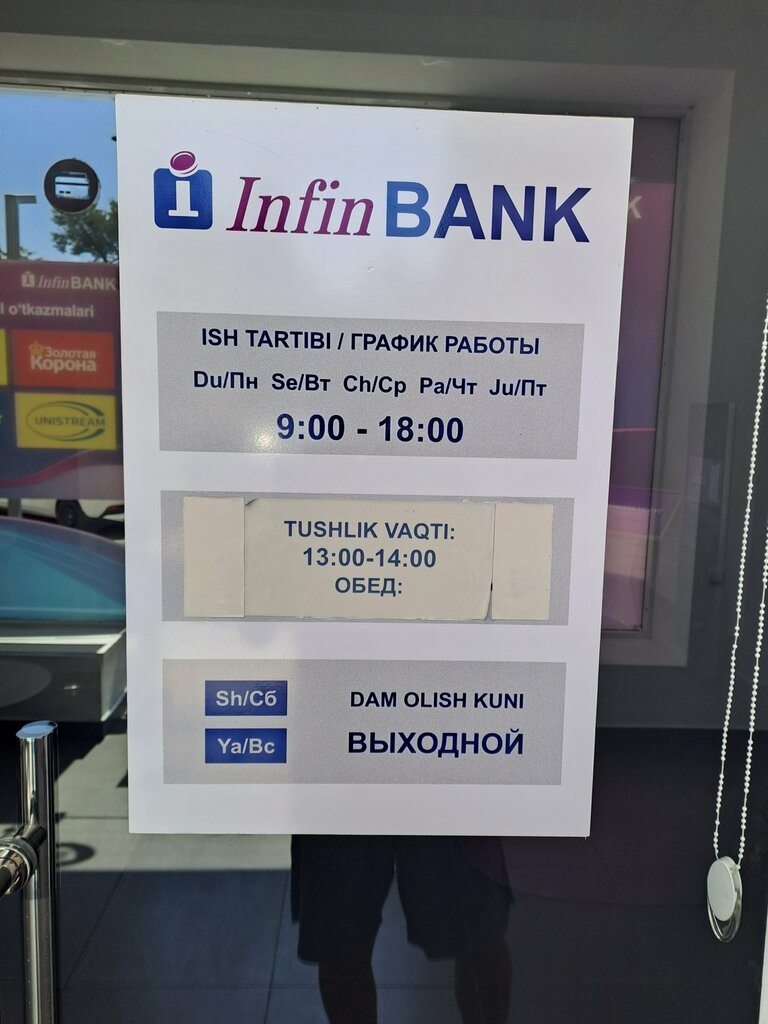 InfinBANK
ISH TARTIBI / ГРАФИК РАБОТЫ
Du/Пн Se/Вт Ch/Ср Pa/Чт Ju/Пт
9:00 - 18:00
TUSHLIK VAQTI:
13:00-14:00
ОБЕД:
Sh/Сб DAM OLISH KUNI
Ya/Вс ВЫХОДНОЙ
InfinBANK
o'tkazmalari
Золотая
Корона
UNISTREAM